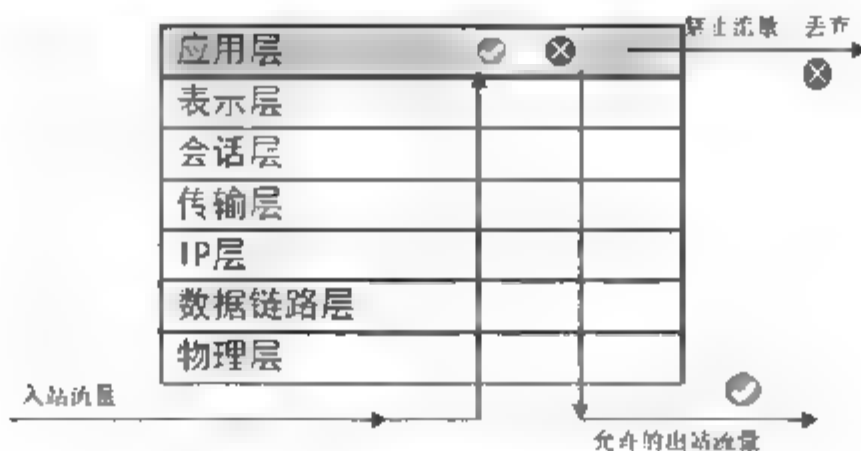 禁止流量 丢弃
应用层
表示层
会话层
传输层
IP层
数据链路层
物理层
入站流量
允许的出站流量